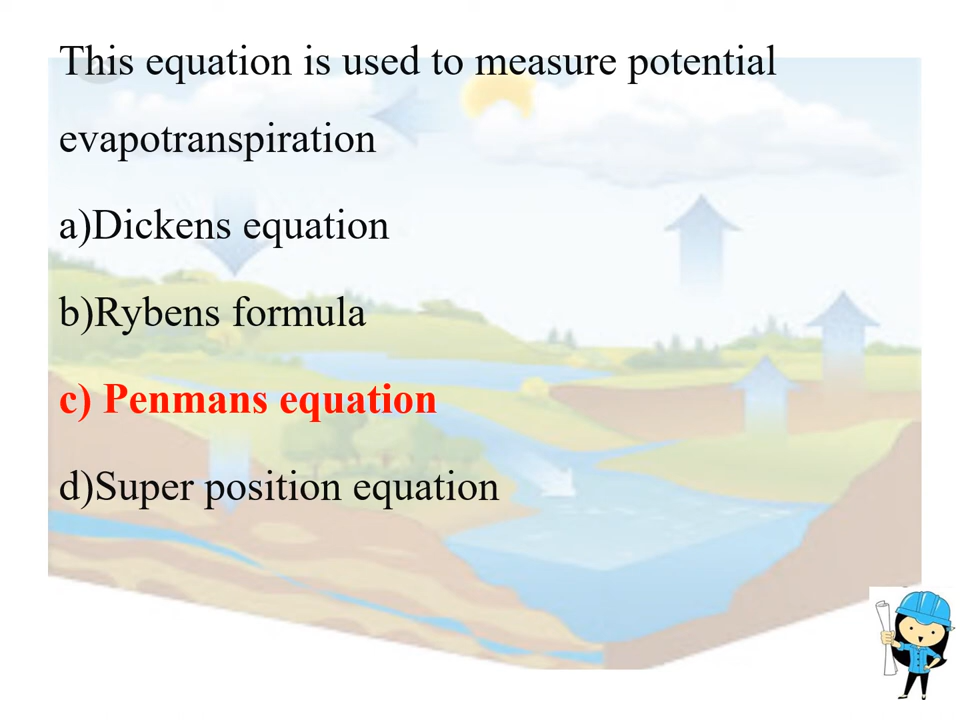 This equation is used to measure potential
evapotranspiration
a)Dickens equation
b)Rybens formula
c) Penmans equation
d)Super position equation